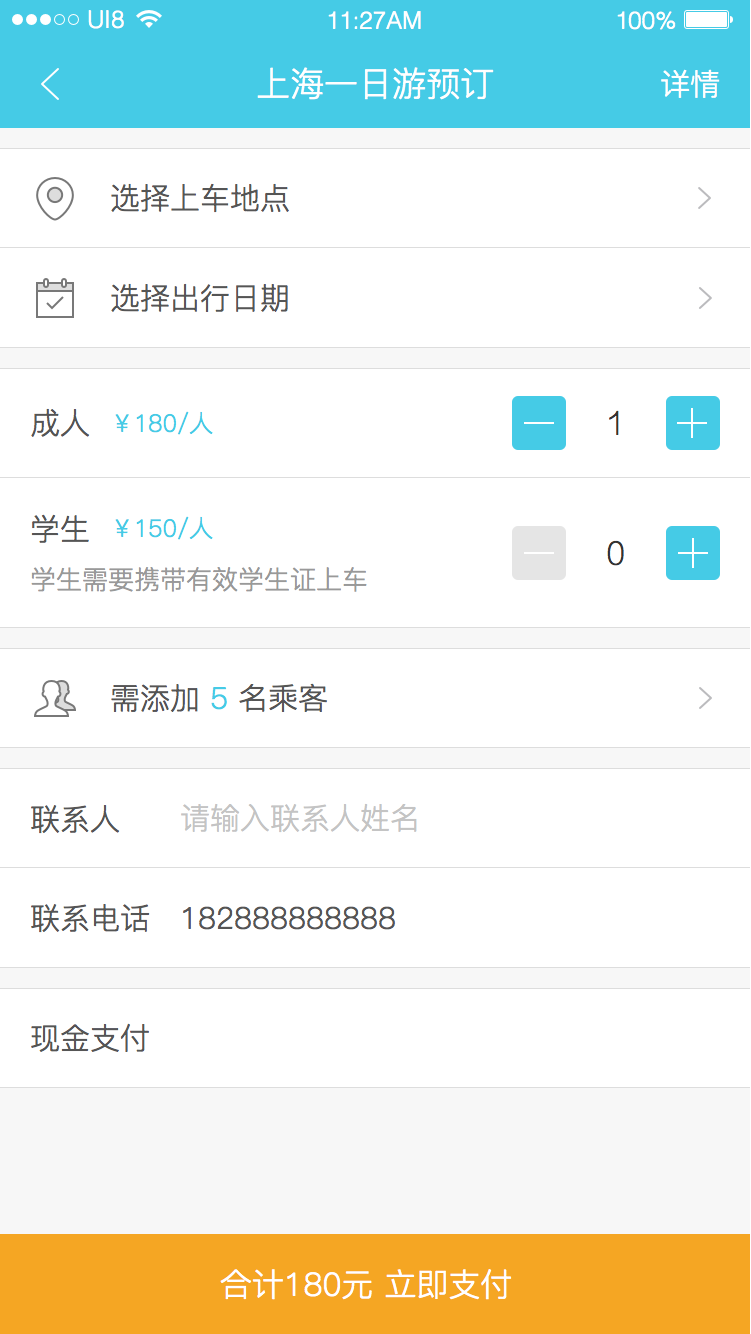 UI8 11:27AM 100%
上海一日游预订 详情
选择上车地点
选择出行日期
成人 ¥180/人 1
学生 ¥150/人 0
学生需要携带有效学生证上车
需添加 5 名乘客
联系人 请输入联系人姓名
联系电话 182888888888
现金支付
合计180元 立即支付